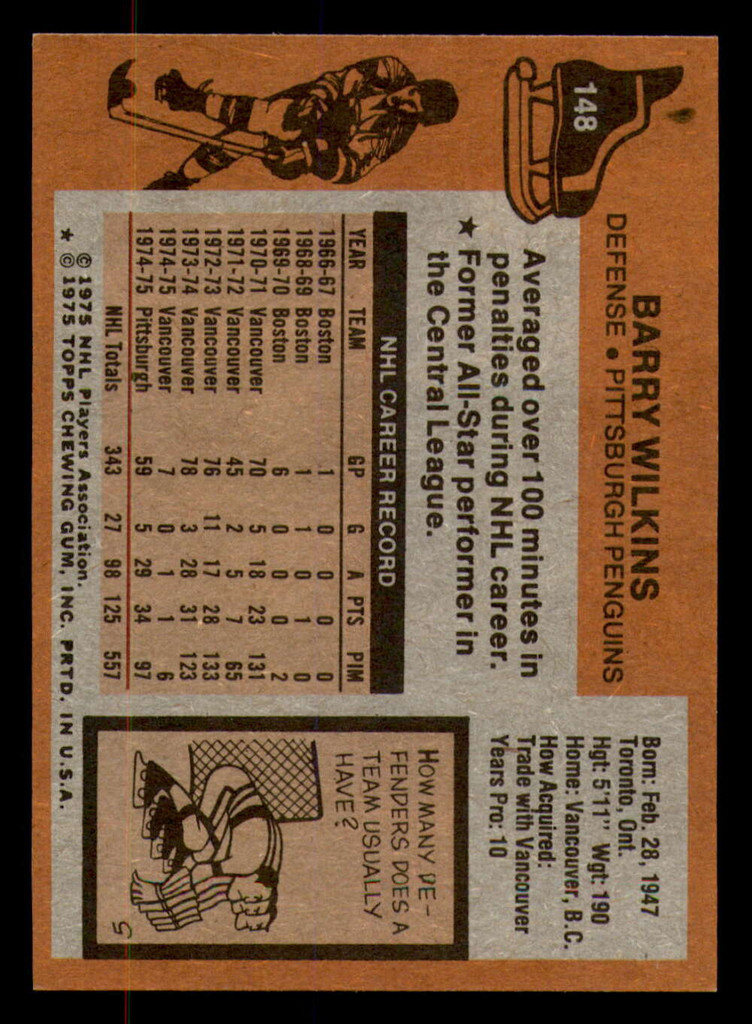 148
BARRY WILKINS
DEFENSE • PITTSBURGH PENGUINS
Averaged over 100 minutes in
penalties during NHL career.
★ Former All-Star performer in
the Central League.
NHL CAREER RECORD
YEAR TEAM GP G A PTS PIM
1966-67 Boston 1 0 0 0 0
1968-69 Boston 1 1 0 1 0
1969-70 Boston 6 0 0 0 2
1970-71 Vancouver 70 5 18 23 131
1971-72 Vancouver 45 2 5 7 65
1972-73 Vancouver 76 11 17 28 133
1973-74 Vancouver 78 3 28 31 123
1974-75 Vancouver 7 0 1 1 6
1974-75 Pittsburgh 59 5 29 34 97
NHL Totals 343 27 98 125 557
© 1975 NHL Players Association.
★ © 1975 TOPPS CHEWING GUM, INC. PRTD. IN U.S.A.
Born: Feb. 28, 1947
Toronto, Ont.
Hgt: 5'11" Wgt: 190
Home: Vancouver, B.C.
How Acquired:
Trade with Vancouver
Years Pro: 10
HOW MANY DE-
FENDERS DOES A
TEAM USUALLY
HAVE?
5